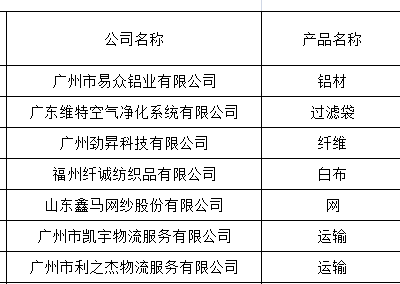 公司名称 产品名称
广州市易众铝业有限公司 铝材
广东维特空气净化系统有限公司 过滤袋
广州劲昇科技有限公司 纤维
福州纤诚纺织品有限公司 白布
山东鑫马网纱股份有限公司 网
广州市凯宇物流服务有限公司 运输
广州市利之杰物流服务有限公司 运输